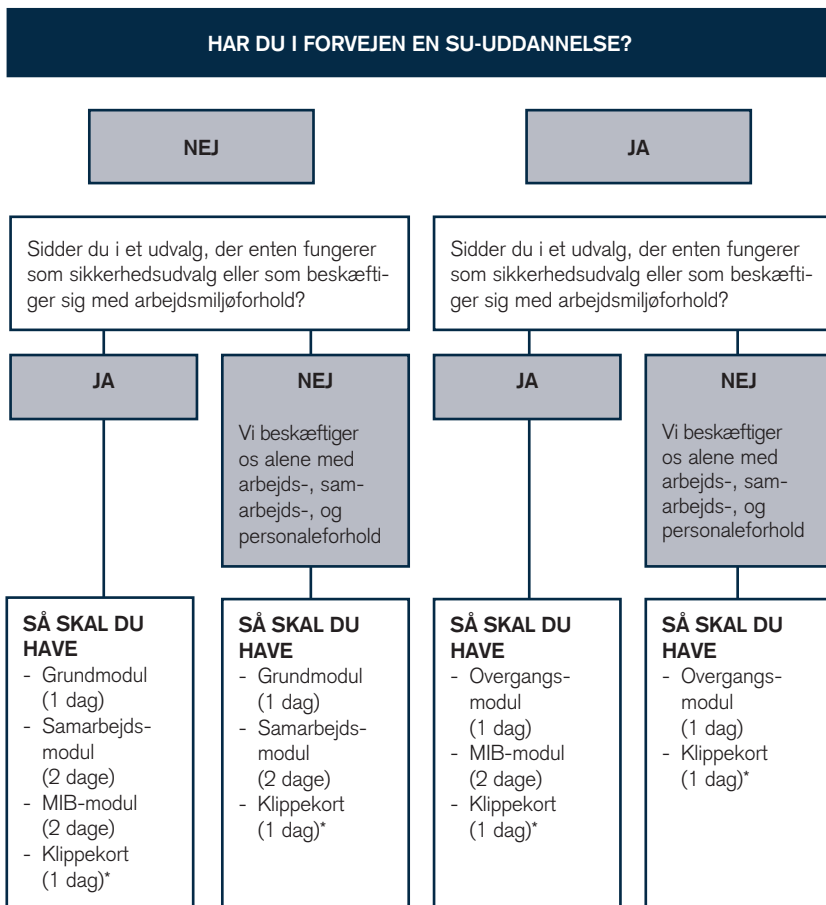 HAR DU I FORVEJEN EN SU-UDDANNELSE?
NEJ
JA
Sidder du i et udvalg, der enten fungerer
som sikkerhedsudvalg eller som beskæfti-
ger sig med arbejdsmiljøforhold?
Sidder du i et udvalg, der enten fungerer
som sikkerhedsudvalg eller som beskæfti-
ger sig med arbejdsmiljøforhold?
JA
NEJ
Vi beskæftiger
os alene med
arbejds-, sam-
arbejds-, og
personaleforhold
JA
NEJ
Vi beskæftiger
os alene med
arbejds-, sam-
arbejds-, og
personaleforhold
SÅ SKAL DU
HAVE
- Grundmodul
(1 dag)
- Samarbejds-
modul
(2 dage)
- MIB-modul
(2 dage)
- Klippekort
(1 dag)*
SÅ SKAL DU
HAVE
- Grundmodul
(1 dag)
- Samarbejds-
modul
(2 dage)
- Klippekort
(1 dag)*
SÅ SKAL DU
HAVE
- Overgangs-
modul
(1 dag)
- MIB-modul
(2 dage)
- Klippekort
(1 dag)*
SÅ SKAL DU
HAVE
- Overgangs-
modul
(1 dag)
- Klippekort
(1 dag)*